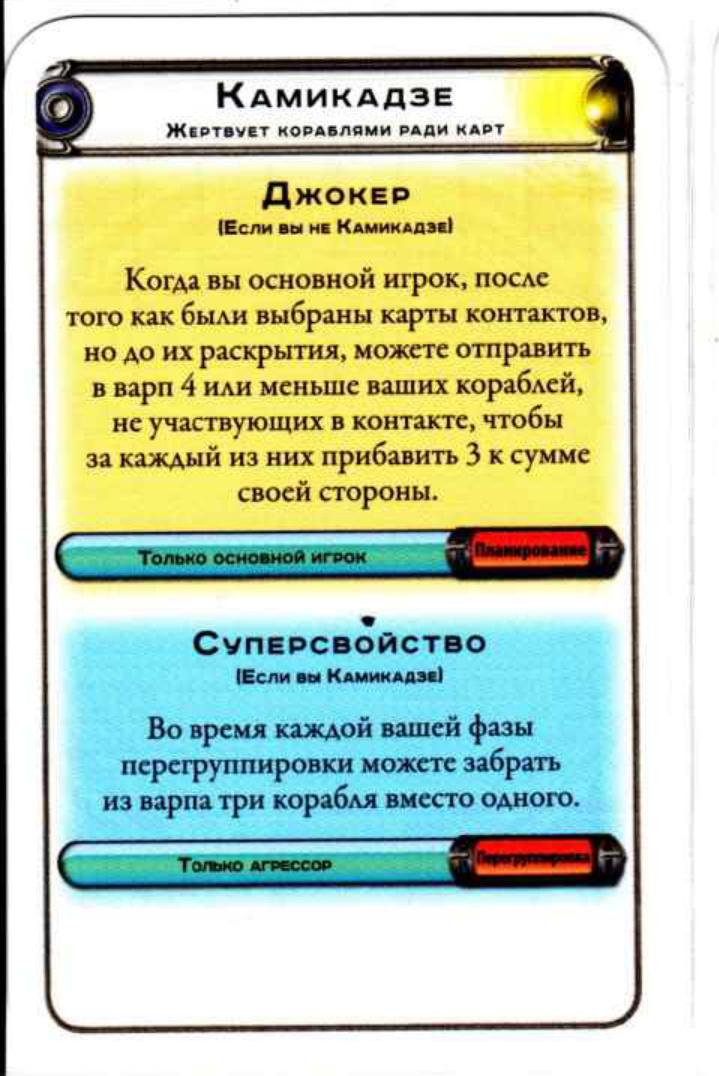 Камикадзе
Жертвует кораблями ради карт
Джокер
(Если вы не Камикадзе)
Когда вы основной игрок, после
того как были выбраны карты контактов,
но до их раскрытия, можете отправить
в варп 4 или меньше ваших кораблей,
не участвующих в контакте, чтобы
за каждый из них прибавить 3 к сумме
своей стороны.
Только основной игрок
Планирование
Суперсвойство
(Если вы Камикадзе)
Во время каждой вашей фазы
перегруппировки можете забрать
из варпа три корабля вместо одного.
Только агрессор
Перегруппировка